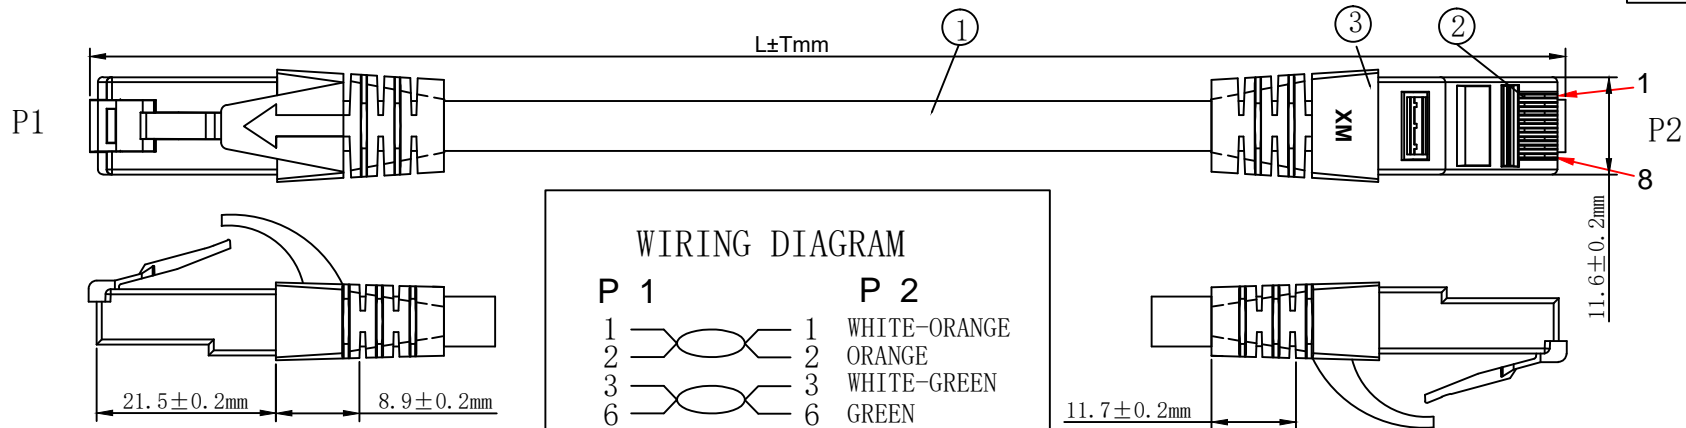 L±Tmm
1
3
2
P1
XM
1
P2
8
11.6±0.2mm
WIRING DIAGRAM
P 1 P 2
1 1 WHITE-ORANGE
2 2 ORANGE
3 3 WHITE-GREEN
6 6 GREEN
21.5±0.2mm
8.9±0.2mm
11.7±0.2mm